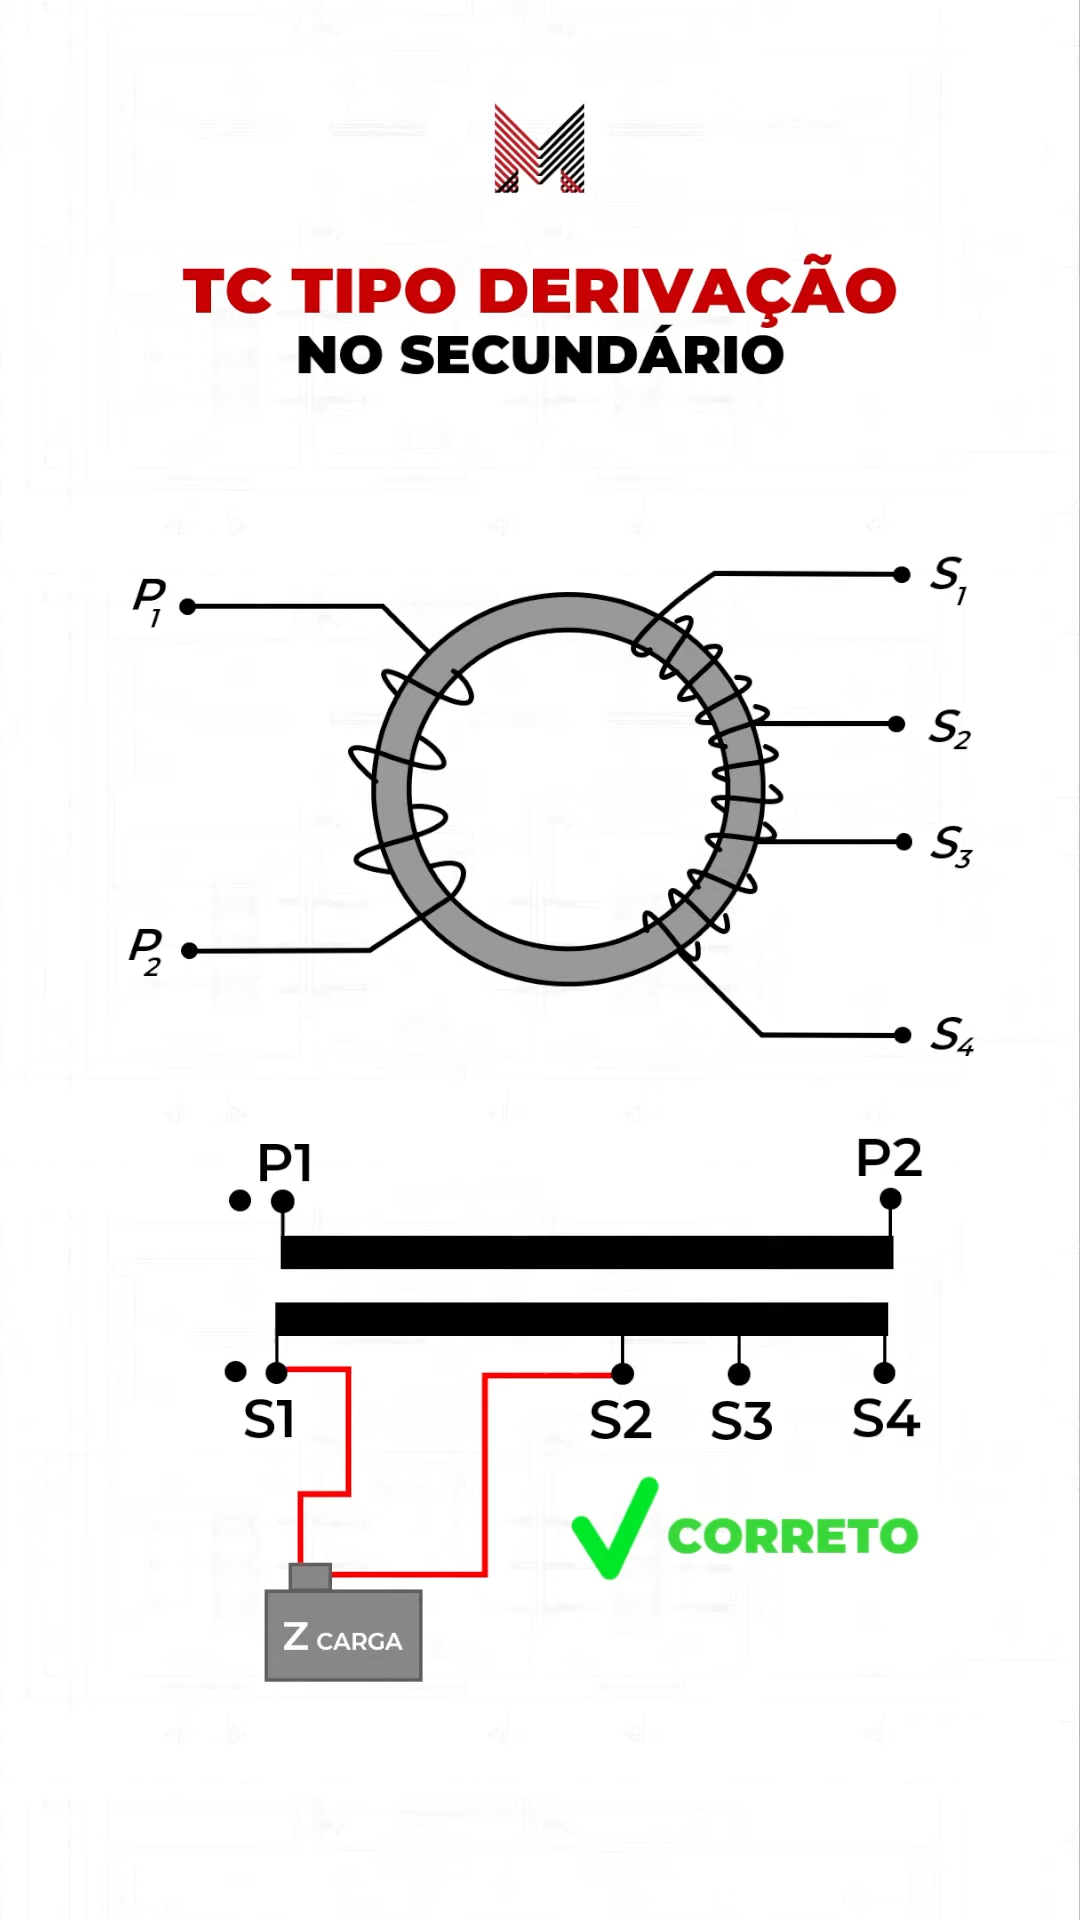 TC TIPO DERIVAÇÃO
NO SECUNDÁRIO
P1
S1
S2
S3
P2
S4
P1
P2
S1
S2
S3
S4
CORRETO
Z CARGA